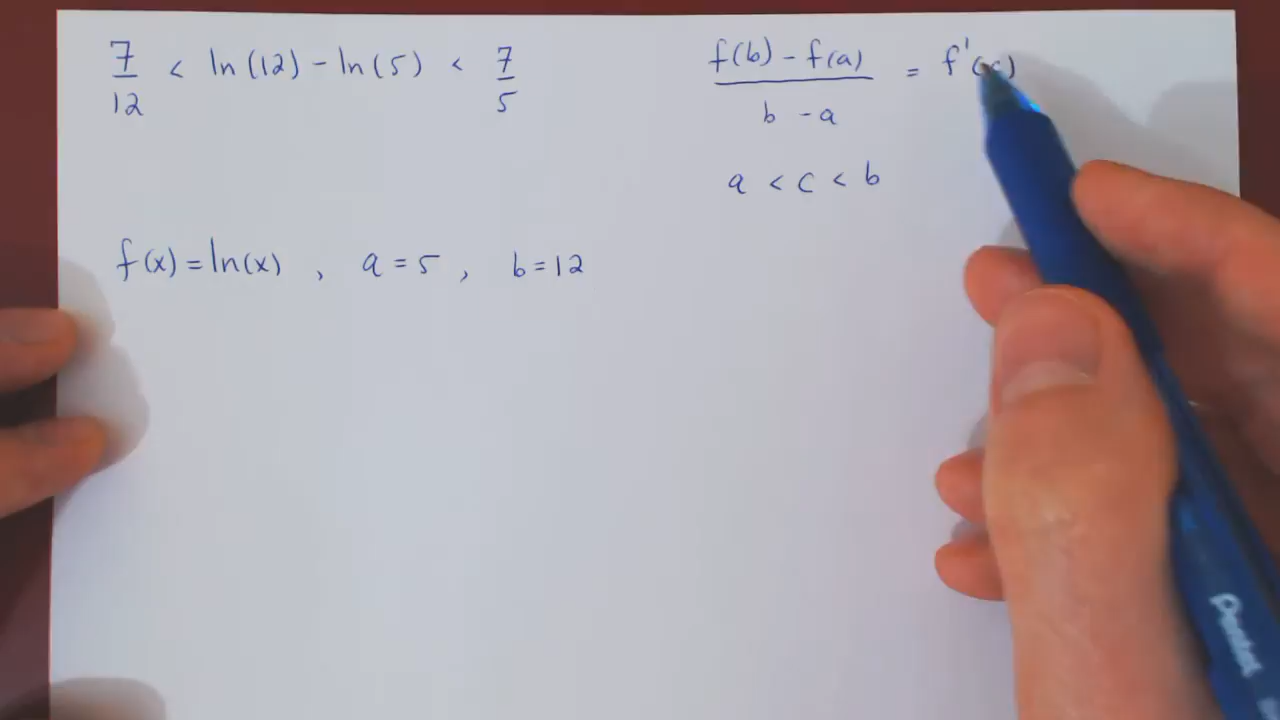 7/12 < ln(12) - ln(5) < 7/5
f(b) - f(a) / b - a = f'(c)
a < c < b
f(x) = ln(x) , a = 5 , b = 12
Pentel